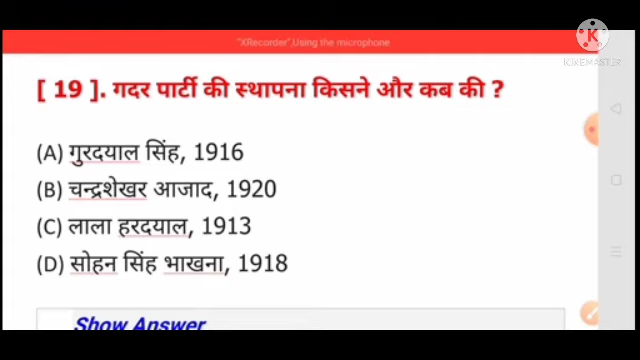 "XRecorder",Using the microphone
KINEMASTER
[ 19 ]. गदर पार्टी की स्थापना किसने और कब की ?
(A) गुरदयाल सिंह, 1916
(B) चन्द्रशेखर आजाद, 1920
(C) लाला हरदयाल, 1913
(D) सोहन सिंह भाखना, 1918
Show Answer